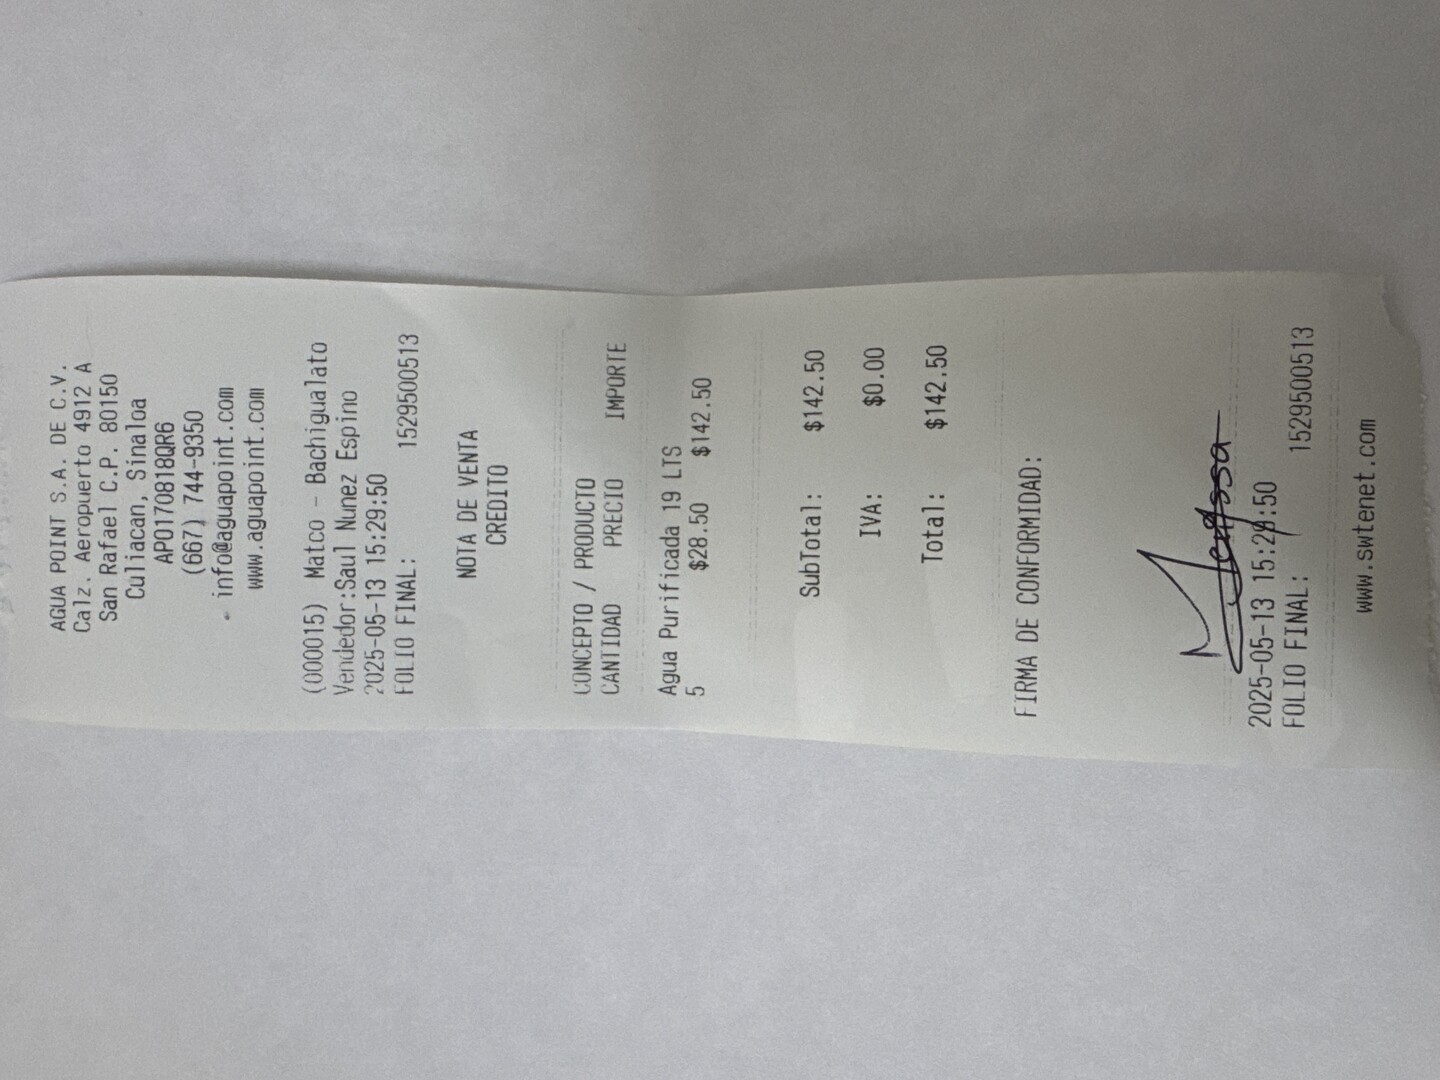 AGUA POINT S.A. DE C.V.
Calz. Aeropuerto 4912 A
San Rafael C.P. 80150
Culiacan, Sinaloa
APO170818QR6
(667) 744-9350
info@aguapoint.com
www.aguapoint.com
(000015) Matco - Bachigualato
Vendedor:Saul Nunez Espino
2025-05-13 15:29:50
FOLIO FINAL: 1529500513
NOTA DE VENTA
CREDITO
CONCEPTO / PRODUCTO
CANTIDAD PRECIO IMPORTE
Agua Purificada 19 LTS
5 $28.50 $142.50
SubTotal: $142.50
IVA: $0.00
Total: $142.50
FIRMA DE CONFORMIDAD:
2025-05-13 15:29:50
FOLIO FINAL: 1529500513
www.swtenet.com